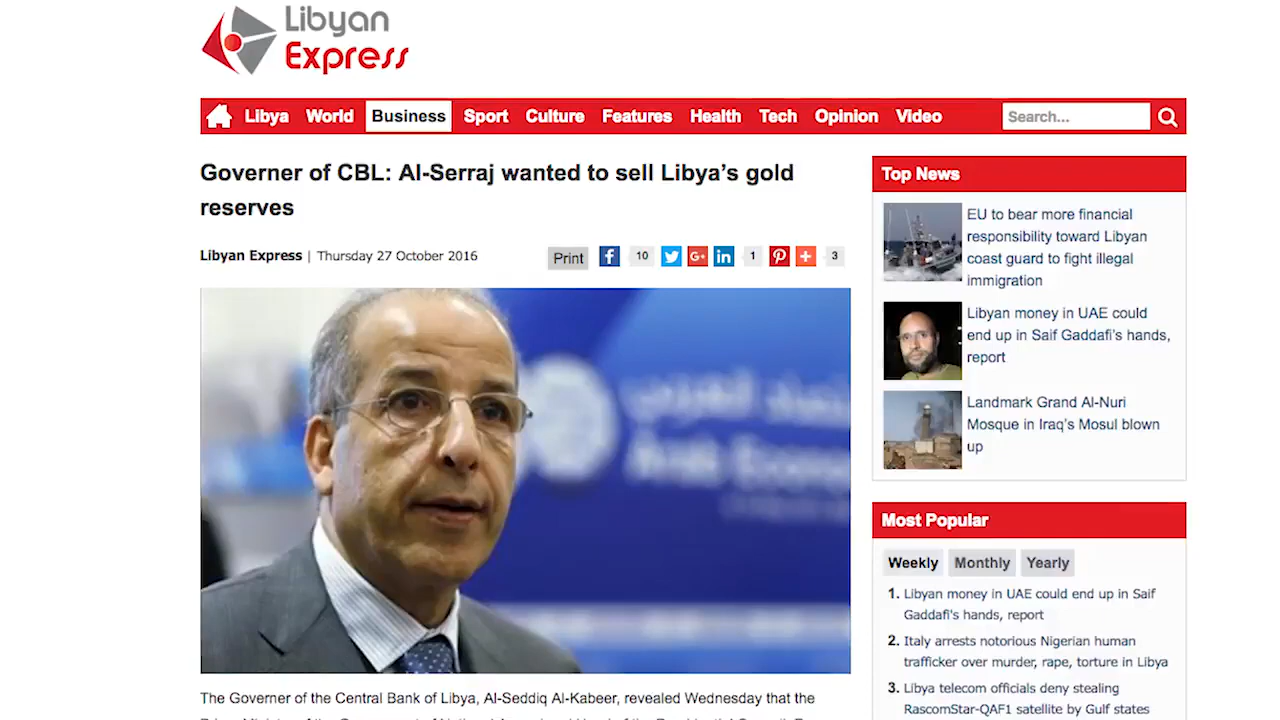 Libyan
Express
Libya World Business Sport Culture Features Health Tech Opinion Video Search...
Governer of CBL: Al-Serraj wanted to sell Libya's gold
reserves
Libyan Express | Thursday 27 October 2016
Print 10 G+ in 1 3
The Governer of the Central Bank of Libya, Al-Seddiq Al-Kabeer, revealed Wednesday that the
Top News
EU to bear more financial
responsibility toward Libyan
coast guard to fight illegal
immigration
Libyan money in UAE could
end up in Saif Gaddafi's hands,
report
Landmark Grand Al-Nuri
Mosque in Iraq's Mosul blown
up
Most Popular
Weekly Monthly Yearly
1. Libyan money in UAE could end up in Saif
Gaddafi's hands, report
2. Italy arrests notorious Nigerian human
trafficker over murder, rape, torture in Libya
3. Libya telecom officials deny stealing
RascomStar-QAF1 satellite by Gulf states